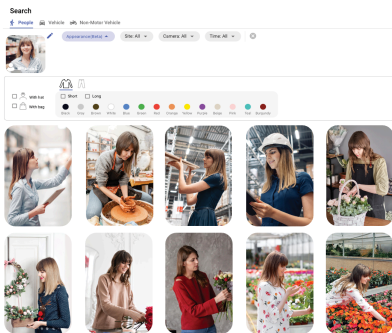 Search
People Vehicle Non-Motor Vehicle
Appearance(Beta) Site: All Camera: All Time: All
Short Long
With hat
With bag
Black Gray Brown White Blue Green Red Orange Yellow Purple Beige Pink Teal Burgundy